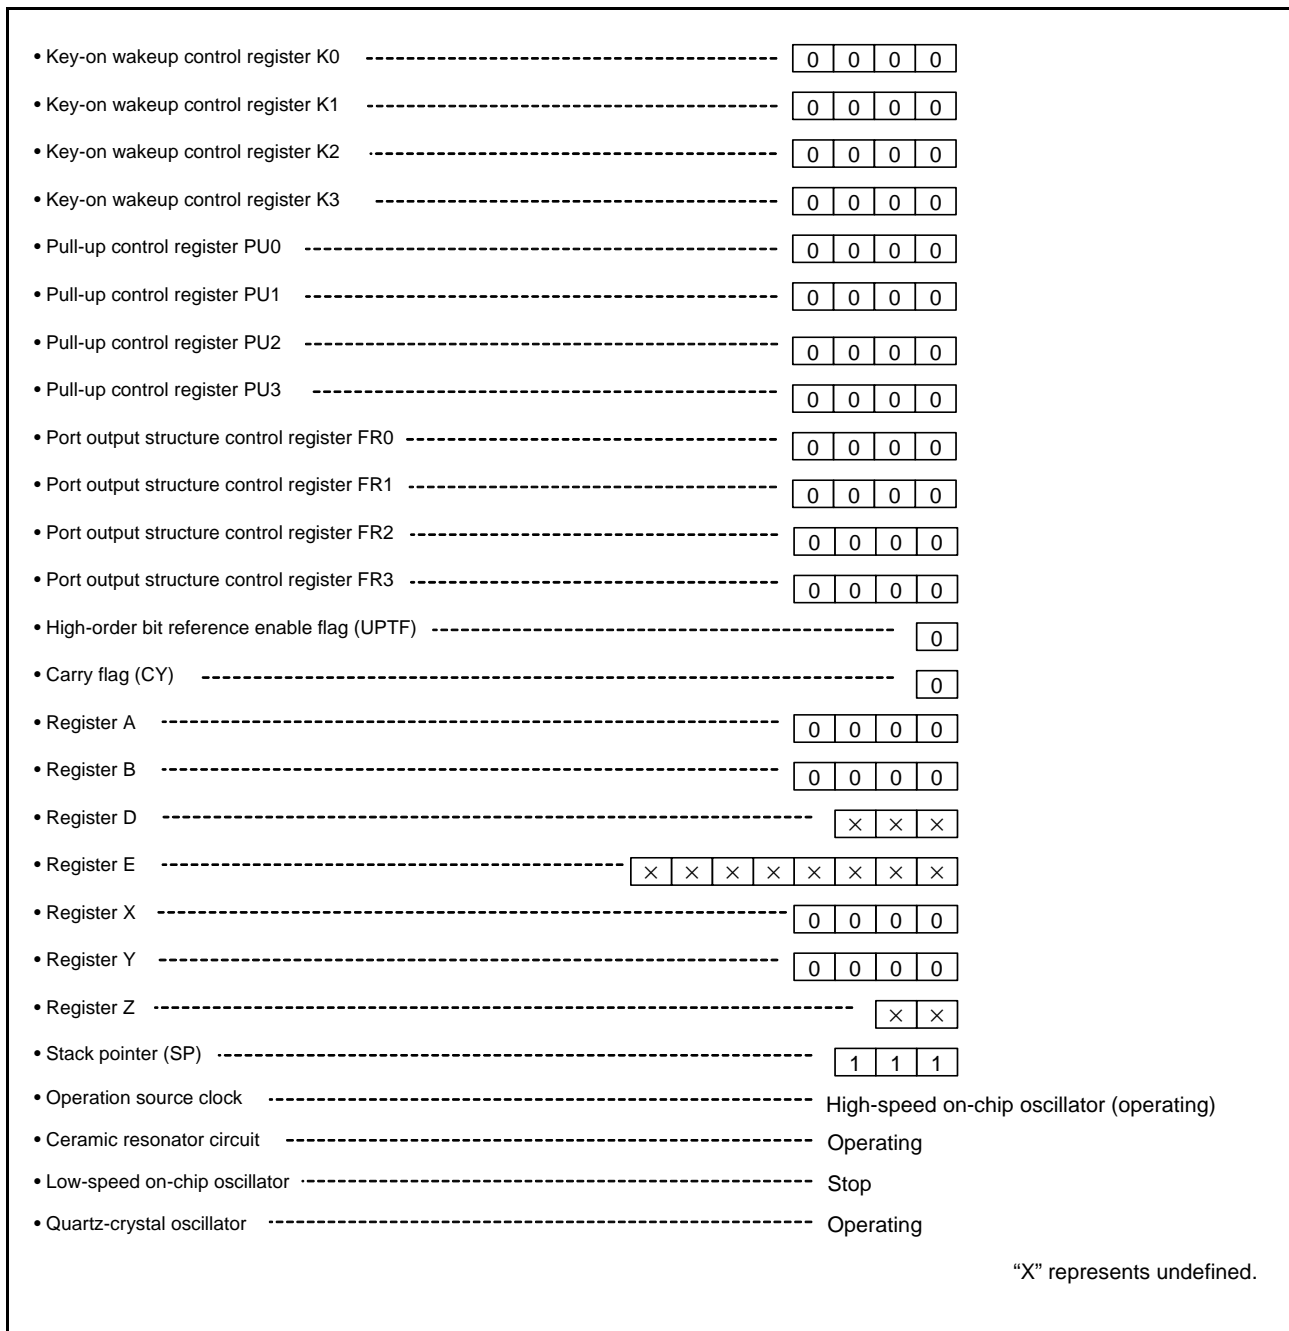 • Key-on wakeup control register K0 0 0 0 0
• Key-on wakeup control register K1 0 0 0 0
• Key-on wakeup control register K2 0 0 0 0
• Key-on wakeup control register K3 0 0 0 0
• Pull-up control register PU0 0 0 0 0
• Pull-up control register PU1 0 0 0 0
• Pull-up control register PU2 0 0 0 0
• Pull-up control register PU3 0 0 0 0
• Port output structure control register FR0 0 0 0 0
• Port output structure control register FR1 0 0 0 0
• Port output structure control register FR2 0 0 0 0
• Port output structure control register FR3 0 0 0 0
• High-order bit reference enable flag (UPTF) 0
• Carry flag (CY) 0
• Register A 0 0 0 0
• Register B 0 0 0 0
• Register D × × ×
• Register E × × × × × × × ×
• Register X 0 0 0 0
• Register Y 0 0 0 0
• Register Z × ×
• Stack pointer (SP) 1 1 1
• Operation source clock High-speed on-chip oscillator (operating)
• Ceramic resonator circuit Operating
• Low-speed on-chip oscillator Stop
• Quartz-crystal oscillator Operating
“X” represents undefined.